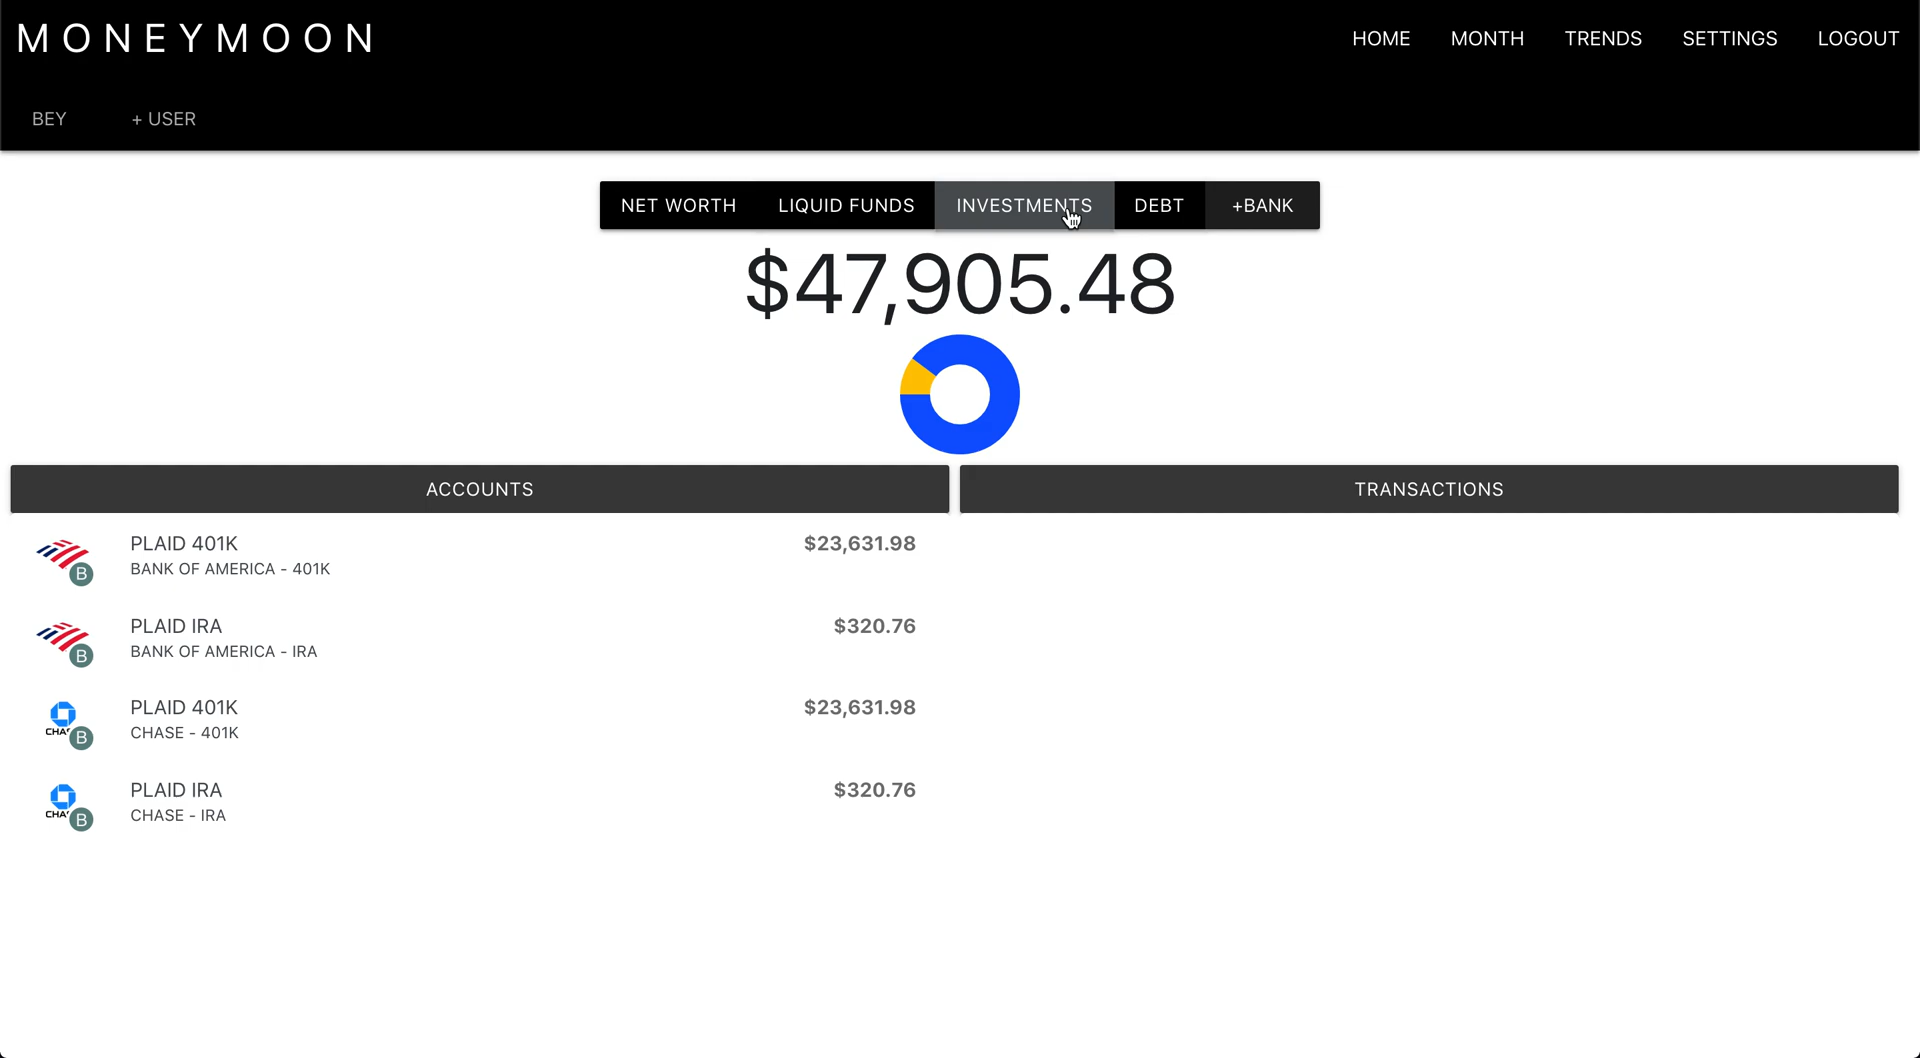 MONEYMOON
HOME MONTH TRENDS SETTINGS LOGOUT
BEY + USER
NET WORTH LIQUID FUNDS INVESTMENTS DEBT +BANK
$47,905.48
ACCOUNTS TRANSACTIONS
PLAID 401K $23,631.98
BANK OF AMERICA - 401K
B
PLAID IRA $320.76
BANK OF AMERICA - IRA
B
PLAID 401K $23,631.98
CHA B CHASE - 401K
PLAID IRA $320.76
CHA B CHASE - IRA